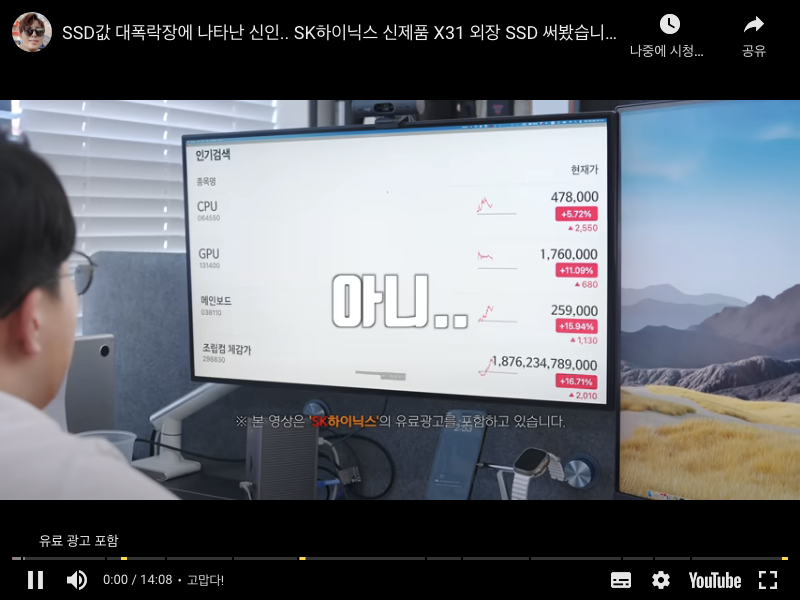 SSD값 대폭락장에 나타난 신인.. SK하이닉스 신제품 X31 외장 SSD 써봤습니...
나중에 시청...
공유
인기검색
종목명
현재가
CPU
064550
478,000
+5.72%
▲2,550
GPU
131400
1,760,000
+11.09%
▲680
메인보드
038110
259,000
+15.94%
▲1,130
조립컴 체감가
298830
1,876,234,789,000
+16.71%
▲2,010
아니..
※ 본 영상은 'SK하이닉스'의 유료광고를 포함하고 있습니다.
유료 광고 포함
0:00 / 14:08 • 고맙다!
YouTube